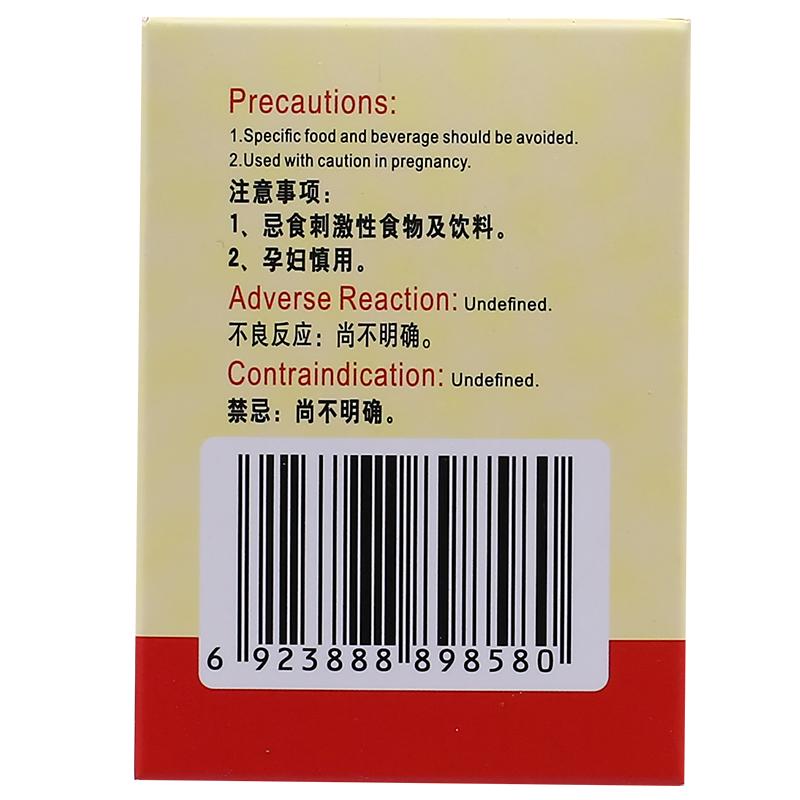 Precautions:
1.Specific food and beverage should be avoided.
2.Used with caution in pregnancy.
注意事项：
1、忌食刺激性食物及饮料。
2、孕妇慎用。
Adverse Reaction: Undefined.
不良反应：尚不明确。
Contraindication: Undefined.
禁忌：尚不明确。
6 923888 898580